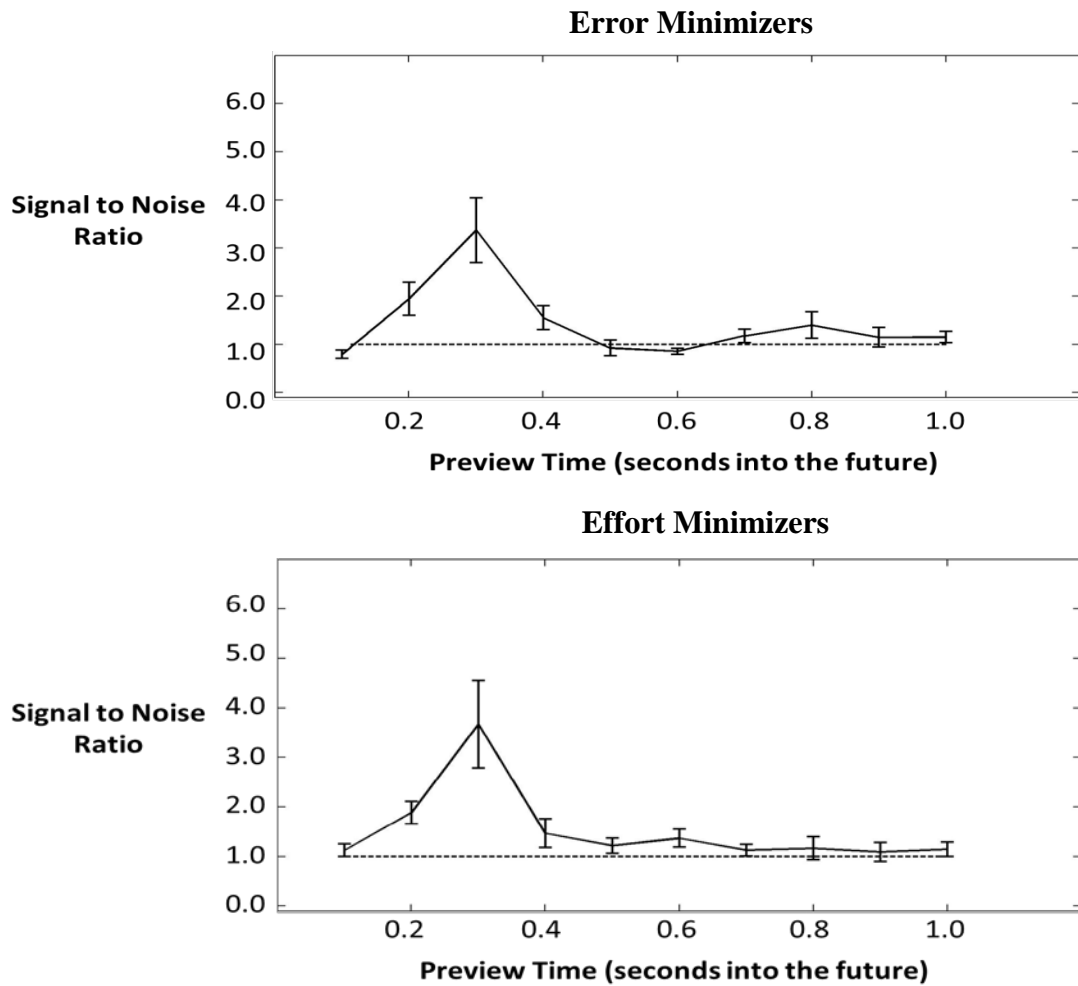 Error Minimizers
6.0
5.0
4.0
3.0
2.0
1.0
0.0
Signal to Noise
Ratio
0.2 0.4 0.6 0.8 1.0
Preview Time (seconds into the future)
Effort Minimizers
6.0
5.0
4.0
3.0
2.0
1.0
0.0
Signal to Noise
Ratio
0.2 0.4 0.6 0.8 1.0
Preview Time (seconds into the future)